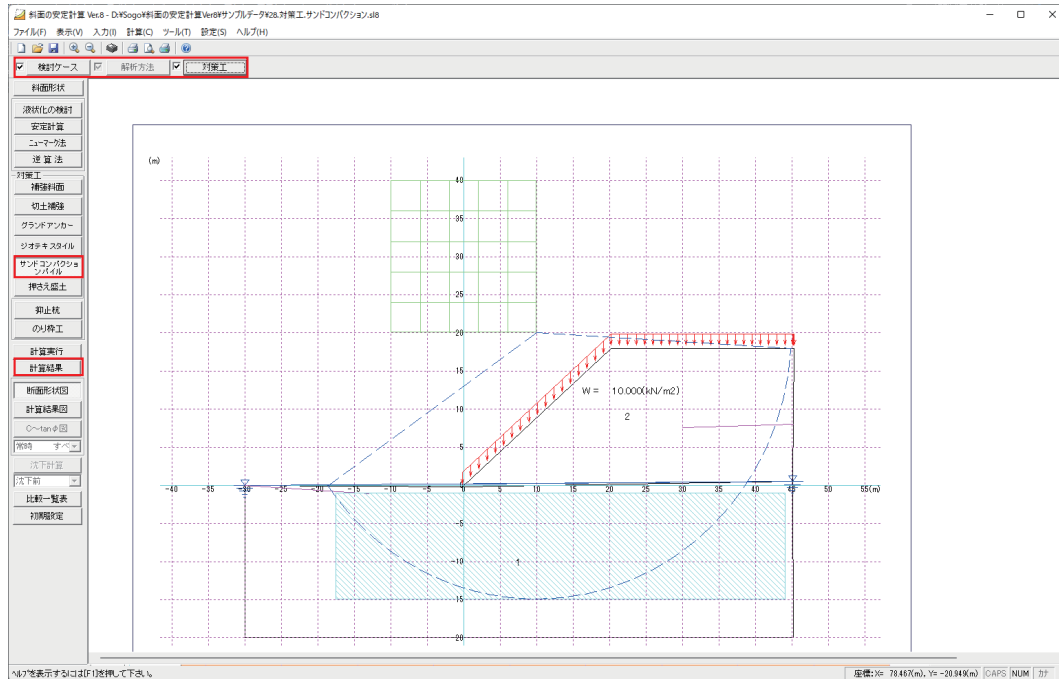 斜面の安定計算 Ver.8 - D:¥Sogo¥斜面の安定計算Ver8¥サンプルデータ¥28.対策工.サンドコンパクション.sl8
ファイル(F) 表示(V) 入力(I) 計算(C) ツール(T) 設定(S) ヘルプ(H)
検討ケース 解析方法 対策工
斜面形状
液状化の検討
安定計算
ニューマーク法
逆算法
対策工
補強斜面
切土補強
グランドアンカー
ジオテキスタイル
サンドコンパクショ
ンパイル
押さえ盛土
抑止杭
のり枠工
計算実行
計算結果
断面形状図
計算結果図
C～tanφ図
常時 すべ
沈下計算
沈下前
比較一覧表
初期設定
(m)
40
35
30
25
20
15
W = 10.000(kN/m2)
10
2
5
-40 -35 -30 -25 -20 -15 -10 -5 0 5 10 15 20 25 30 35 40 45 50 55(m)
-5
-10
1
-15
20
ヘルプを表示するには[F1]を押して下さい。
座標:X= 78.467(m), Y= -20.949(m) CAPS NUM カナ